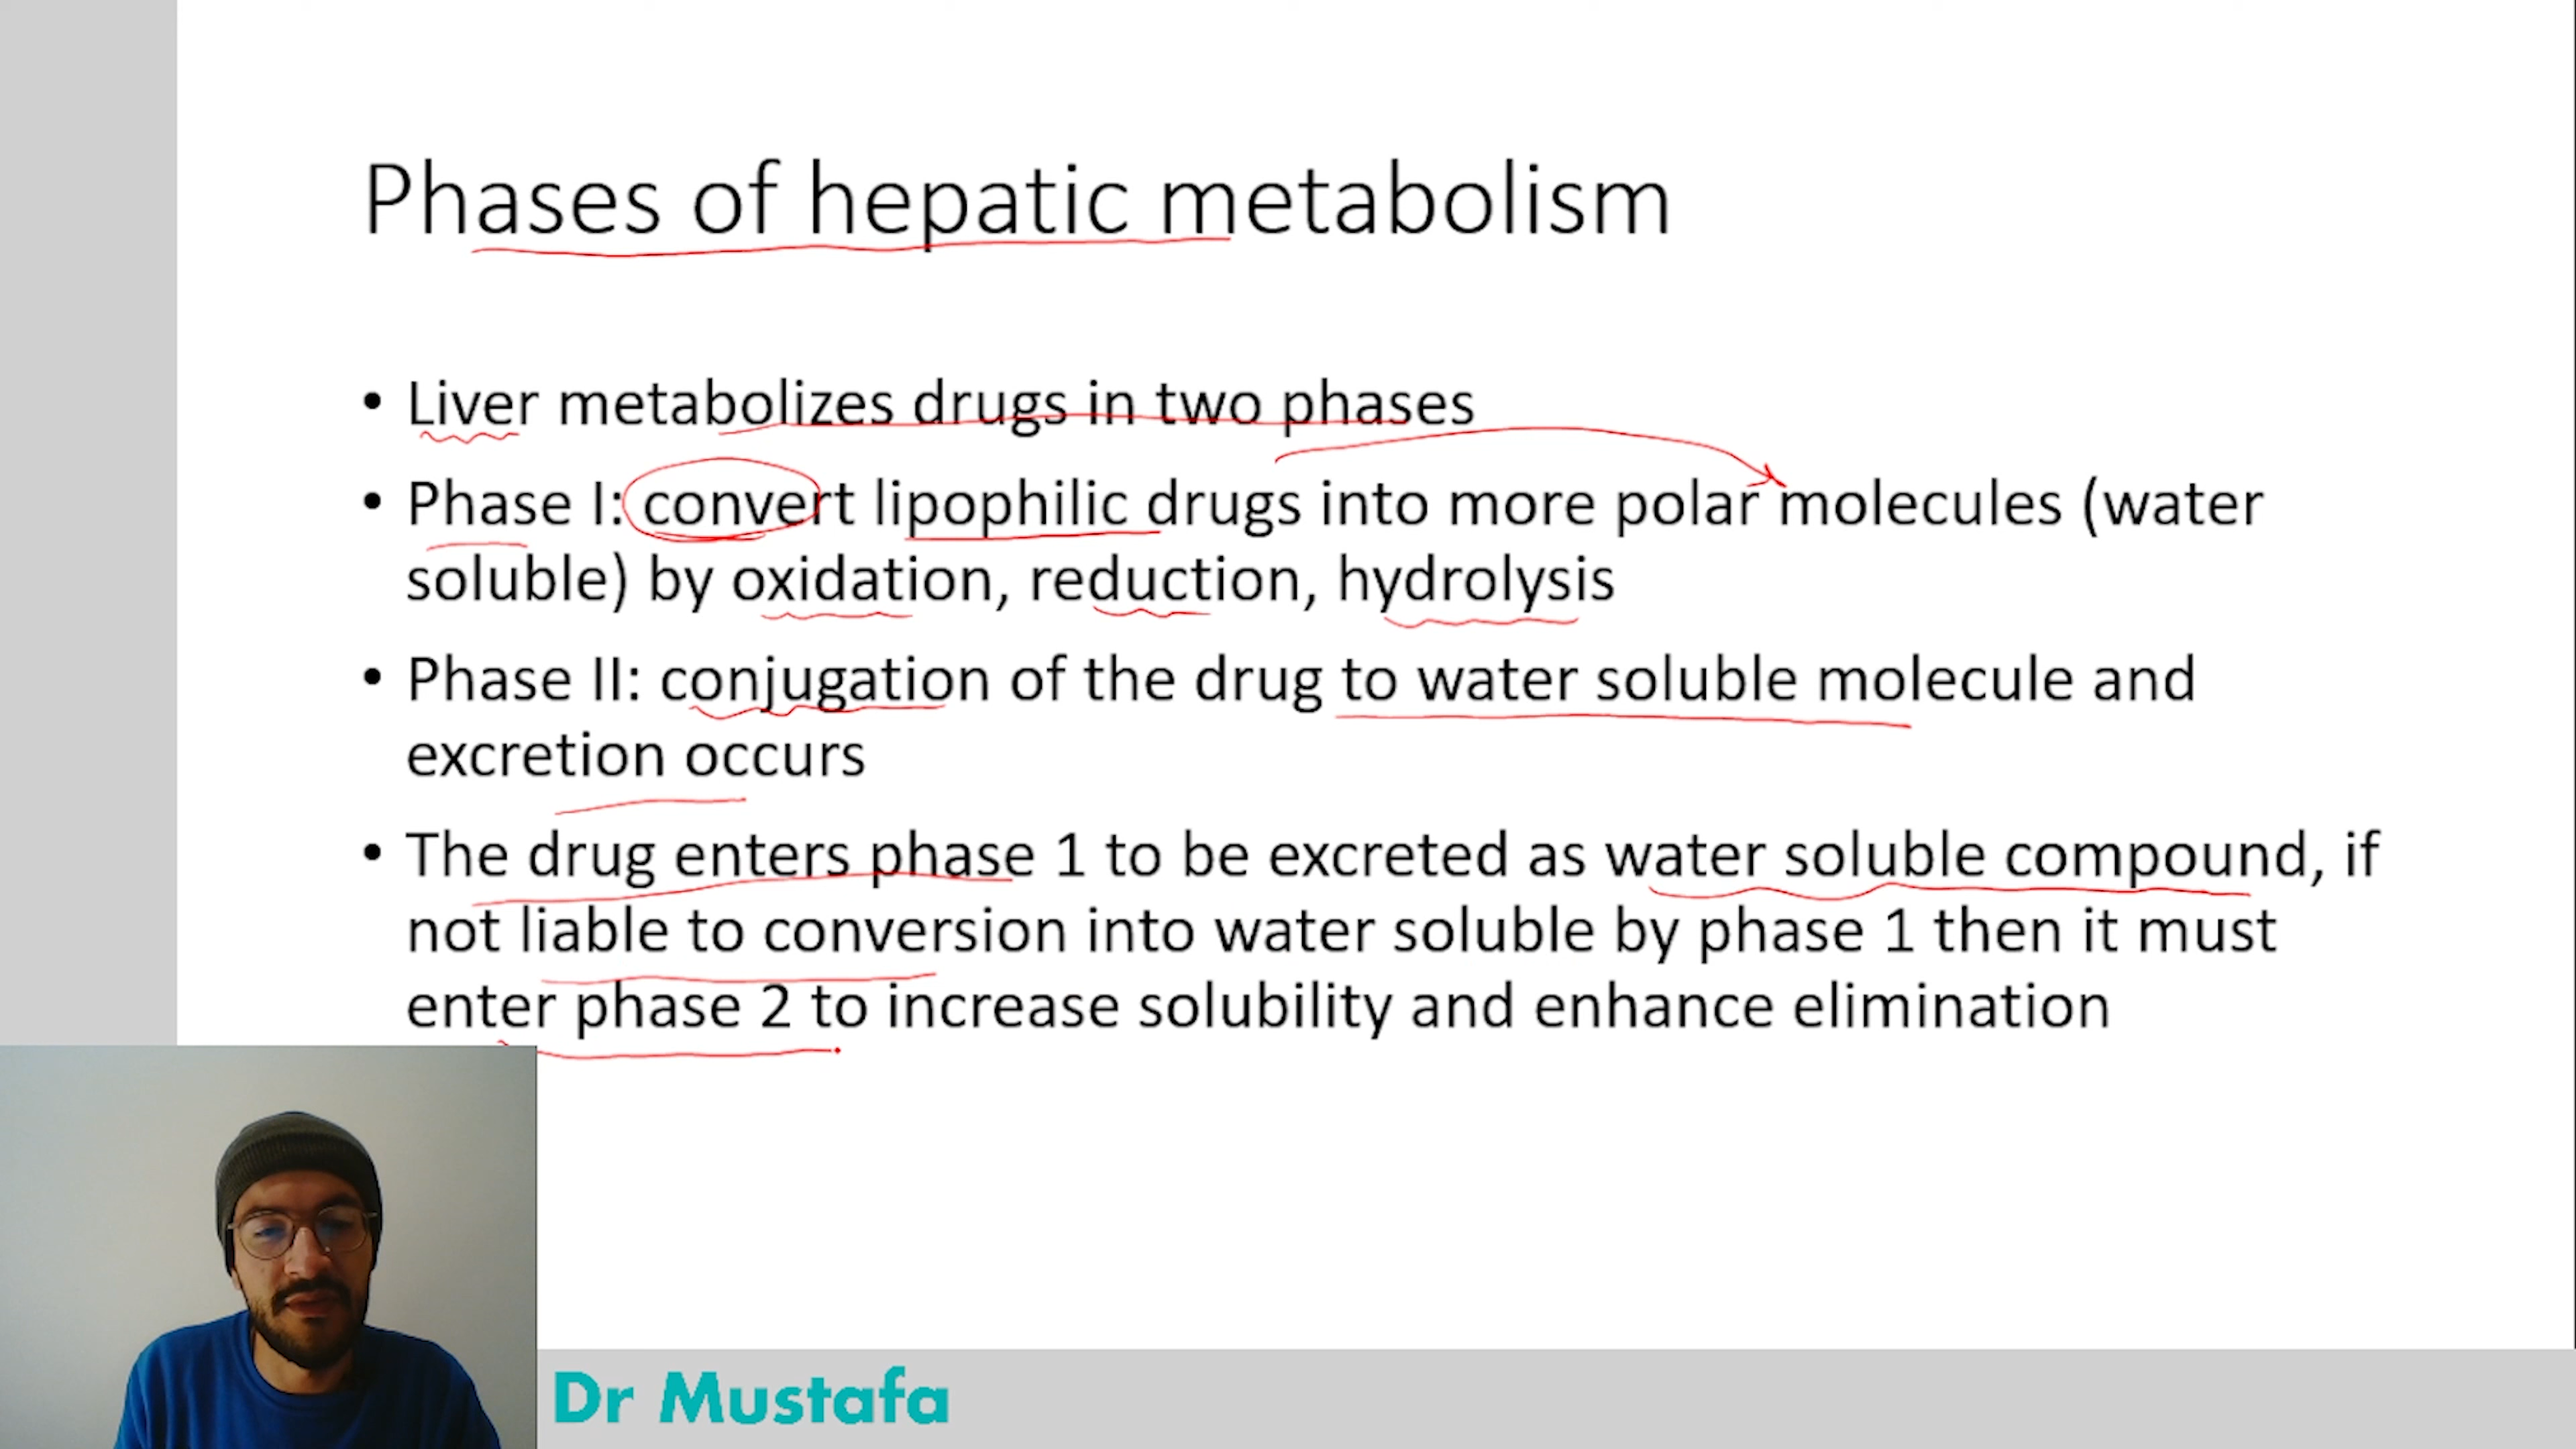 Phases of hepatic metabolism
• Liver metabolizes drugs in two phases
• Phase I: convert lipophilic drugs into more polar molecules (water
soluble) by oxidation, reduction, hydrolysis
• Phase II: conjugation of the drug to water soluble molecule and
excretion occurs
• The drug enters phase 1 to be excreted as water soluble compound, if
not liable to conversion into water soluble by phase 1 then it must
enter phase 2 to increase solubility and enhance elimination
Dr Mustafa